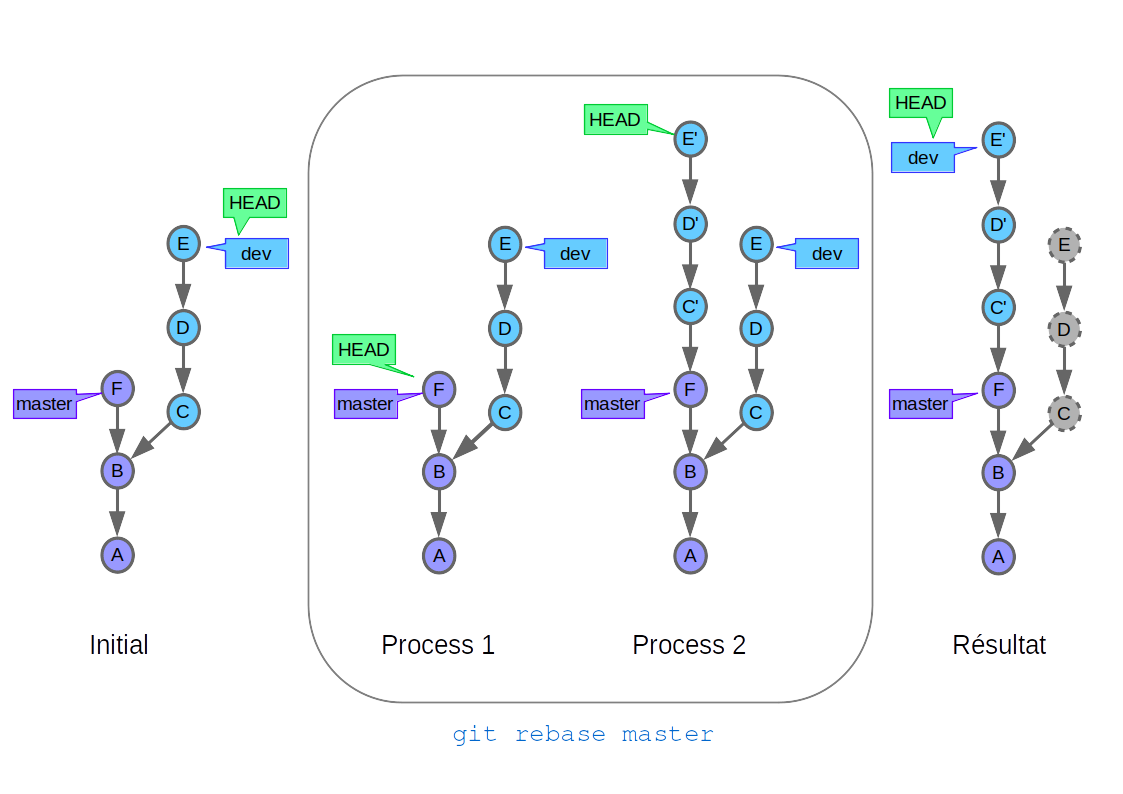 HEAD
E
dev
D
master
F
C
B
A
Initial
E
dev
D
HEAD
master
F
C
B
A
Process 1
HEAD
E'
D'
E
dev
C'
D
master
F
C
B
A
Process 2
HEAD
dev
E'
D'
E
C'
D
master
F
C
B
A
Résultat
git rebase master